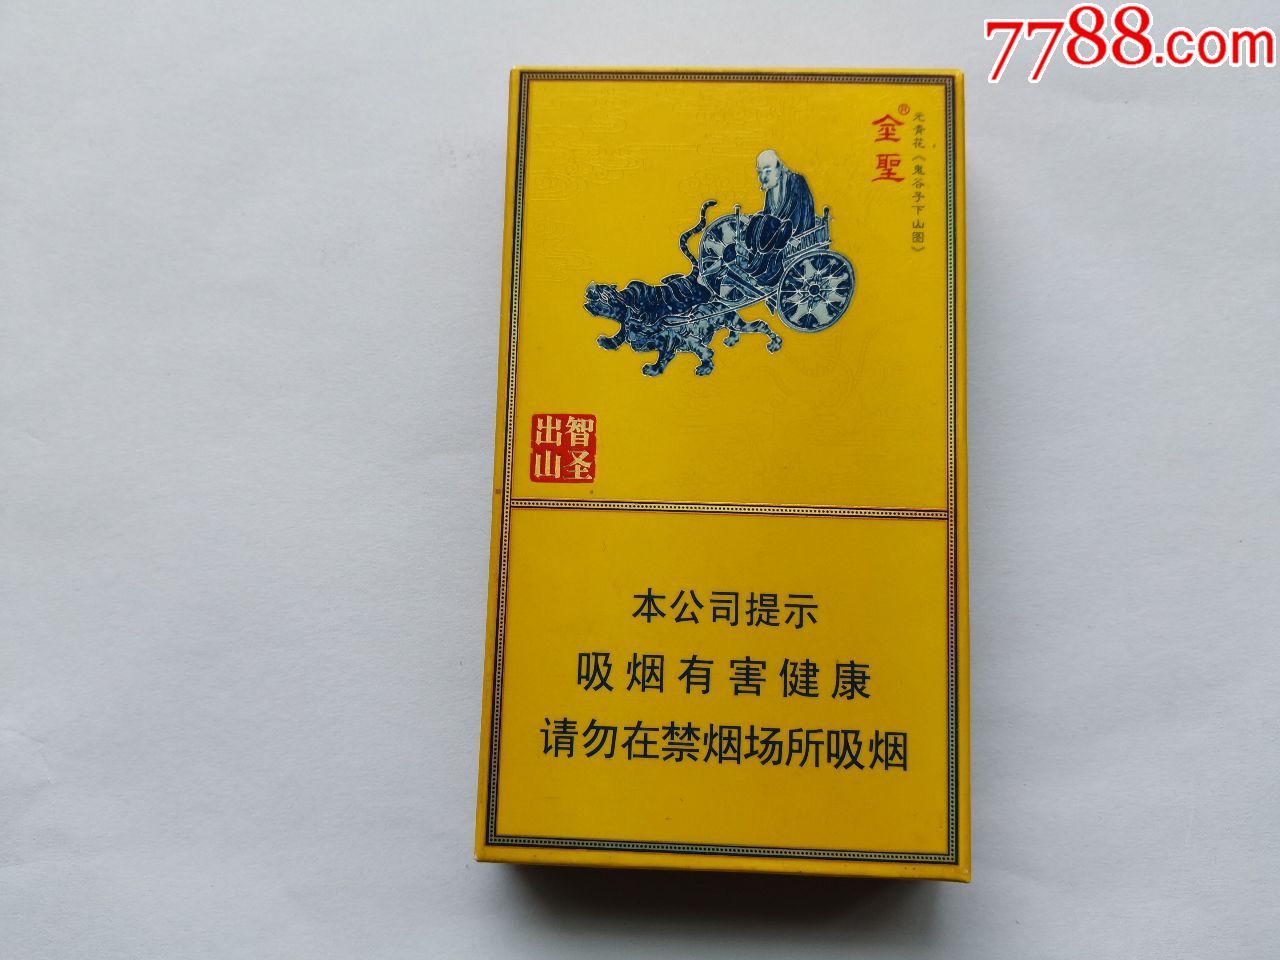 7788.com
金聖®
元青花《鬼谷子下山图》
智圣
出山
本公司提示
吸烟有害健康
请勿在禁烟场所吸烟